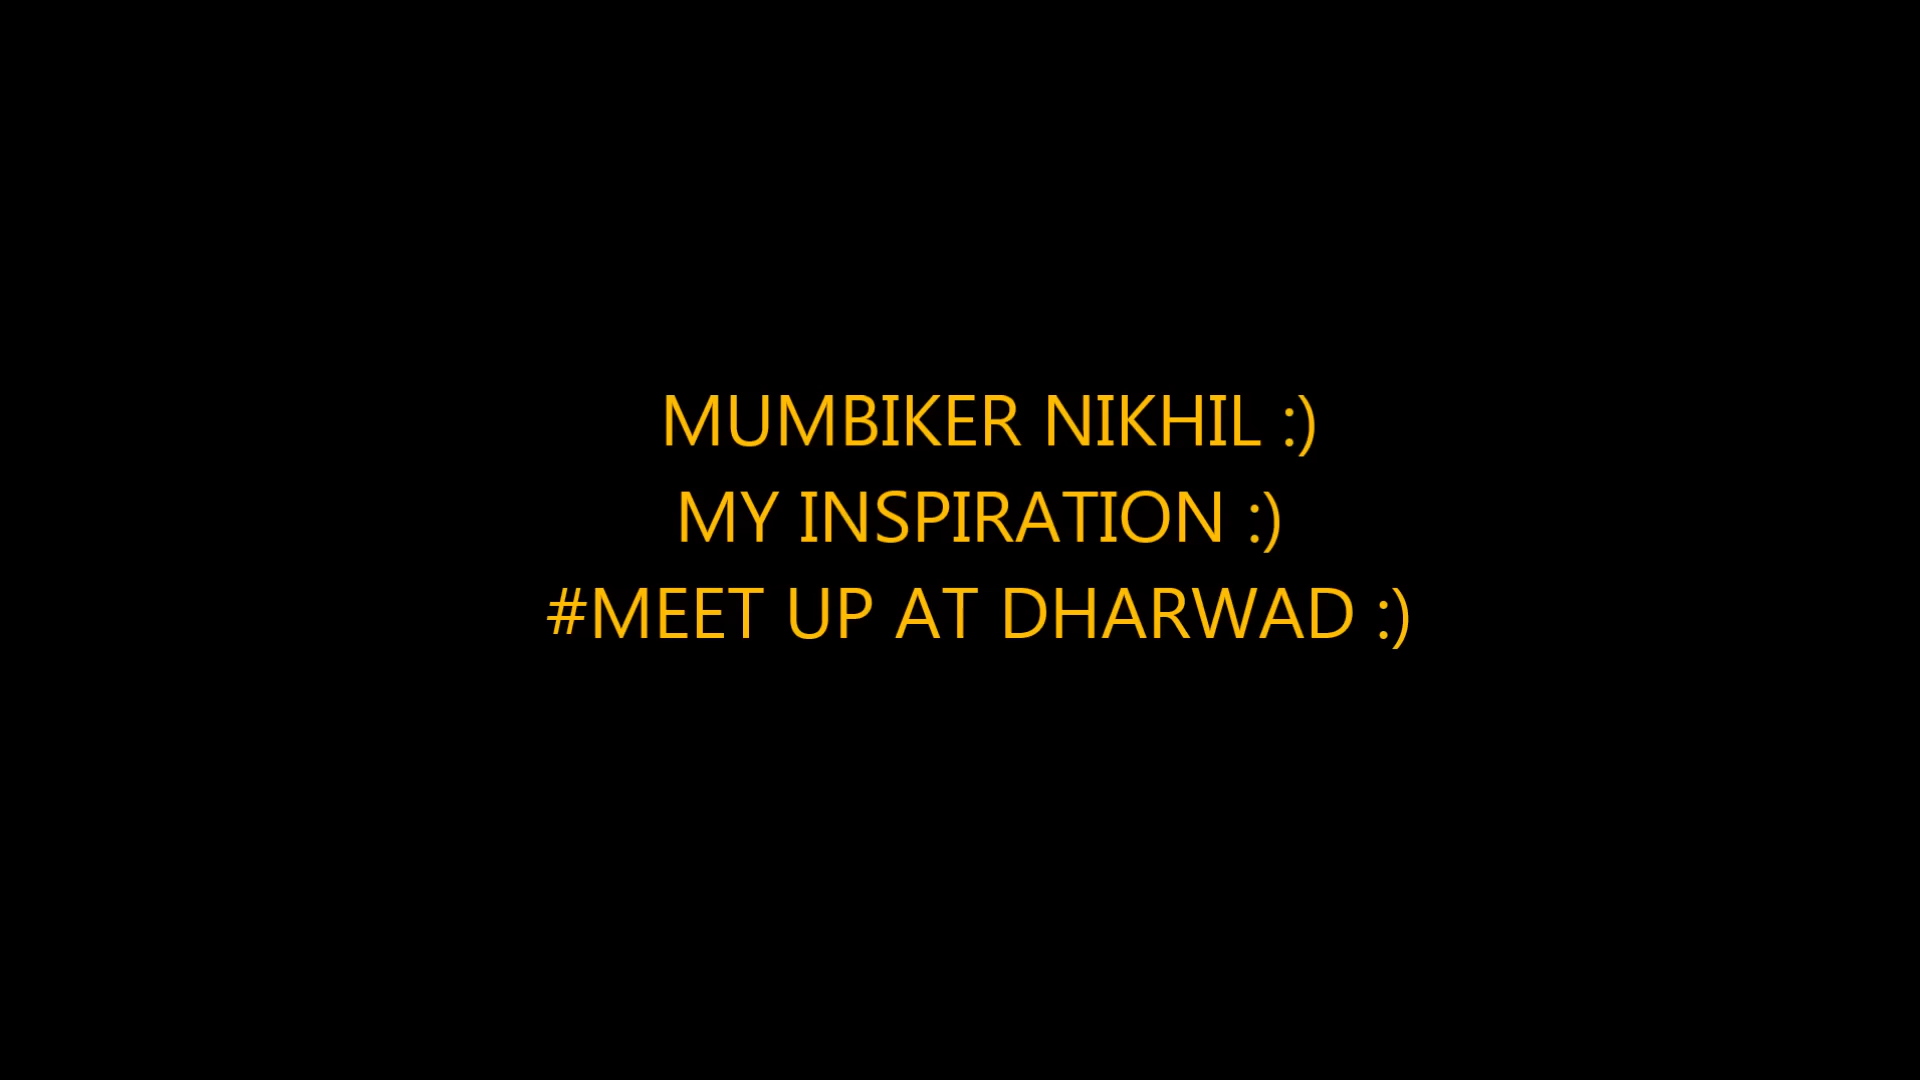 MUMBIKER NIKHIL :)
MY INSPIRATION :)
#MEET UP AT DHARWAD :)